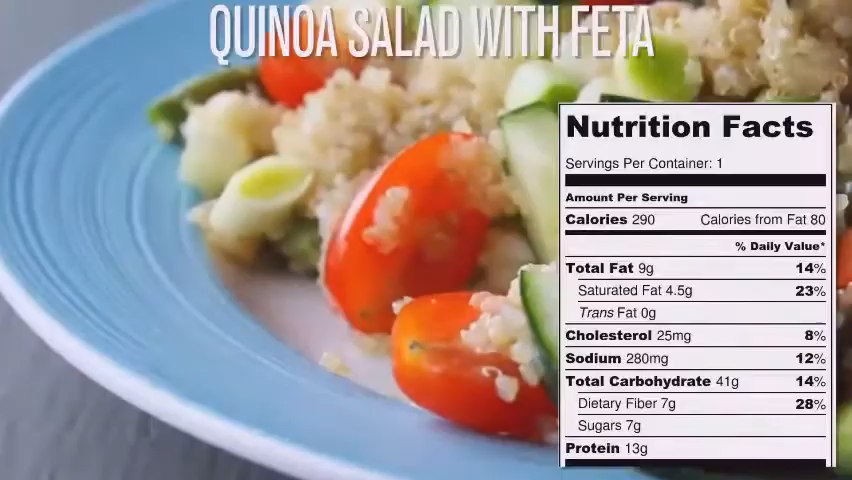 QUINOA SALAD WITH FETA
Nutrition Facts
Servings Per Container: 1
Amount Per Serving
Calories 290 Calories from Fat 80
% Daily Value*
Total Fat 9g 14%
Saturated Fat 4.5g 23%
Trans Fat 0g
Cholesterol 25mg 8%
Sodium 280mg 12%
Total Carbohydrate 41g 14%
Dietary Fiber 7g 28%
Sugars 7g
Protein 13g